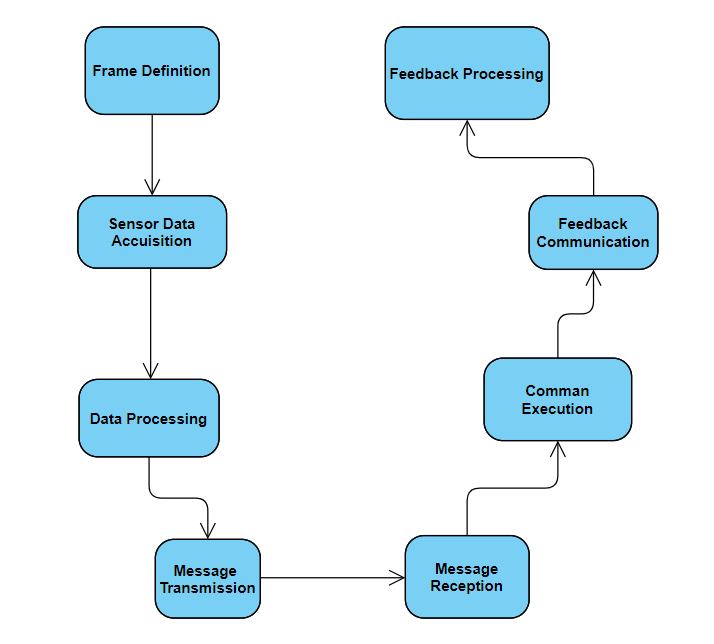 Frame Definition
Sensor Data
Accuisition
Data Processing
Message
Transmission
Message
Reception
Comman
Execution
Feedback
Communication
Feedback Processing